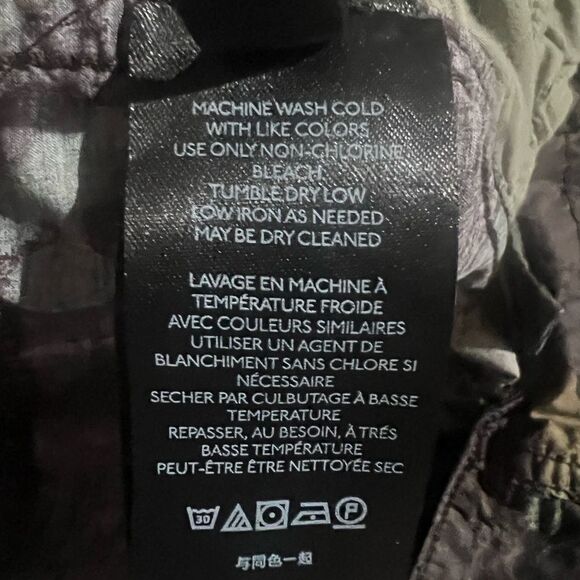 MACHINE WASH COLD
WITH LIKE COLORS
USE ONLY NON-CHLORINE
BLEACH
TUMBLE DRY LOW
LOW IRON AS NEEDED
MAY BE DRY CLEANED
LAVAGE EN MACHINE À
TEMPÉRATURE FROIDE
AVEC COULEURS SIMILAIRES
UTILISER UN AGENT DE
BLANCHIMENT SANS CHLORE SI
NÉCESSAIRE
SECHER PAR CULBUTAGE À BASSE
TEMPERATURE
REPASSER, AU BESOIN, À TRÉS
BASSE TEMPÉRATURE
PEUT-ÊTRE ÊTRE NETTOYÉE SEC
30 P
与同色一起